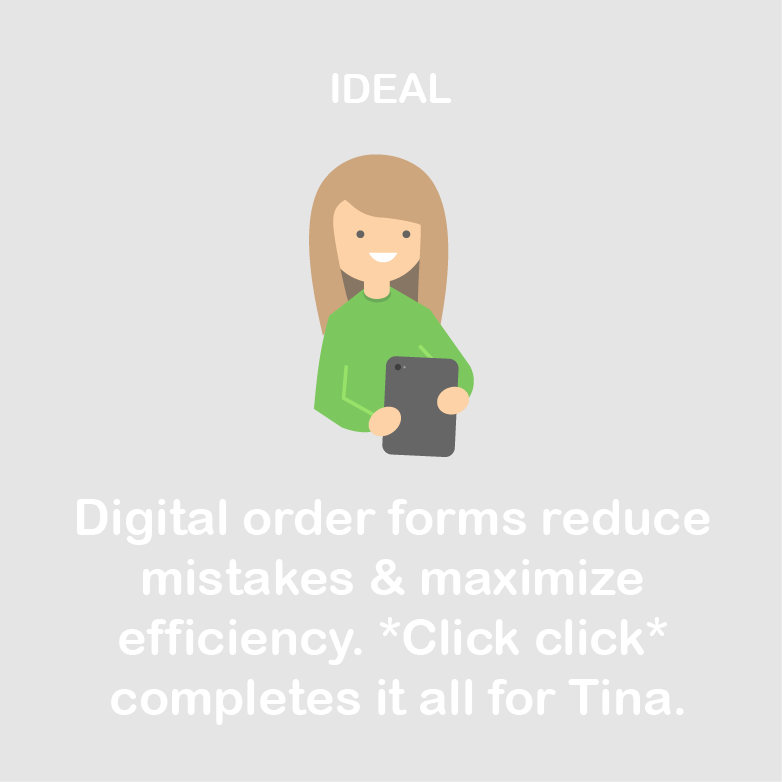 IDEAL
Digital order forms reduce
mistakes & maximize
efficiency. *Click click*
completes it all for Tina.